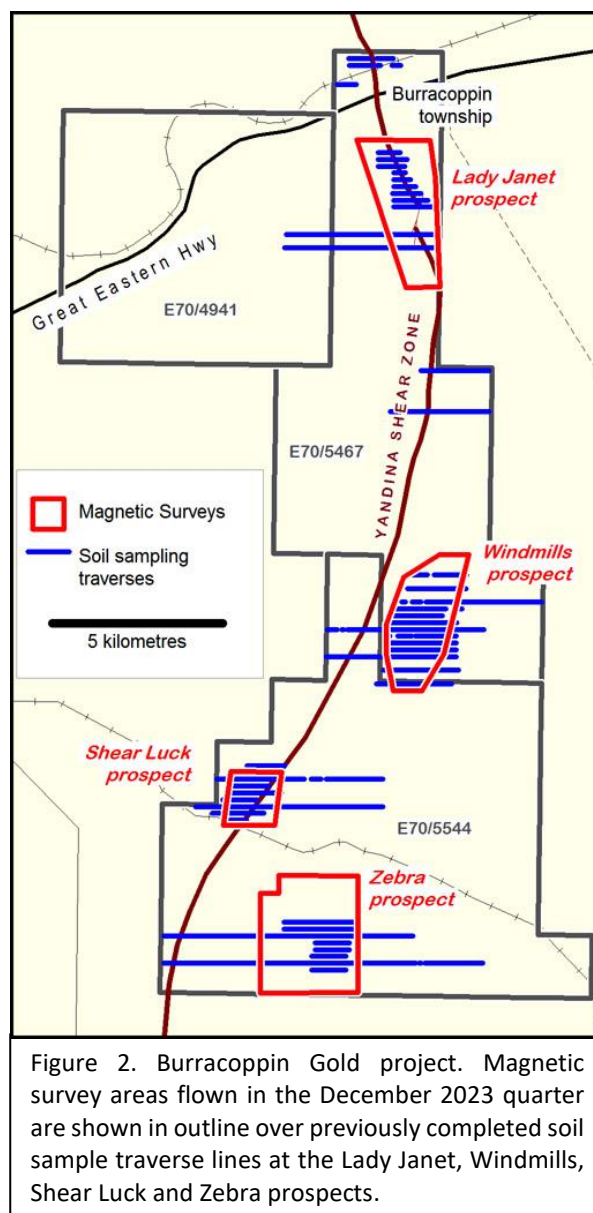 Burracoppin
township
Lady Janet
prospect
Great Eastern Hwy
E70/4941
YANDINA SHEAR ZONE
E70/5467
Magnetic Surveys
Soil sampling
traverses
5 kilometres
Windmills
prospect
Shear Luck
prospect
E70/5544
Zebra
prospect
Figure 2. Burracoppin Gold project. Magnetic
survey areas flown in the December 2023 quarter
are shown in outline over previously completed soil
sample traverse lines at the Lady Janet, Windmills,
Shear Luck and Zebra prospects.